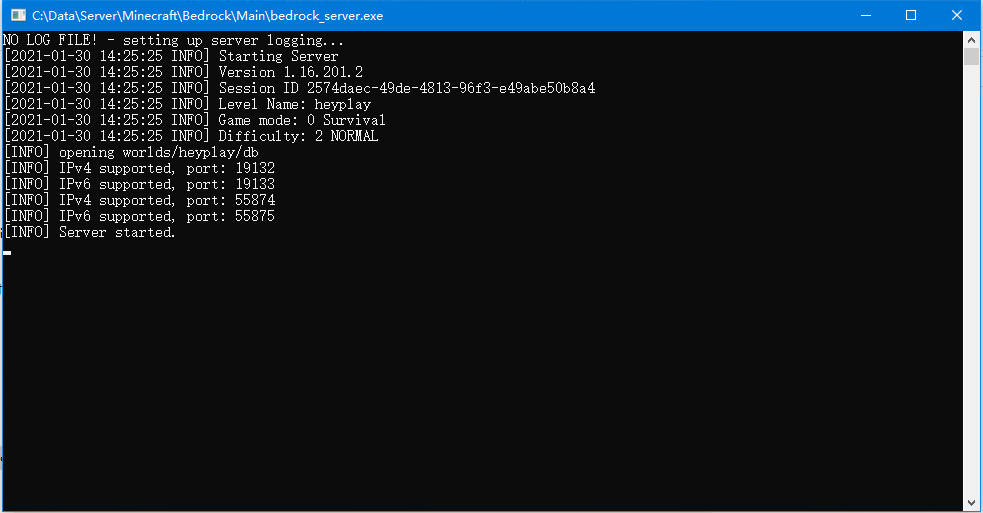 C:\Data\Server\Minecraft\Bedrock\Main\bedrock_server.exe
NO LOG FILE! - setting up server logging...
[2021-01-30 14:25:25 INFO] Starting Server
[2021-01-30 14:25:25 INFO] Version 1.16.201.2
[2021-01-30 14:25:25 INFO] Session ID 2574daec-49de-4813-96f3-e49abe50b8a4
[2021-01-30 14:25:25 INFO] Level Name: heyplay
[2021-01-30 14:25:25 INFO] Game mode: 0 Survival
[2021-01-30 14:25:25 INFO] Difficulty: 2 NORMAL
[INFO] opening worlds/heyplay/db
[INFO] IPv4 supported, port: 19132
[INFO] IPv6 supported, port: 19133
[INFO] IPv4 supported, port: 55874
[INFO] IPv6 supported, port: 55875
[INFO] Server started.